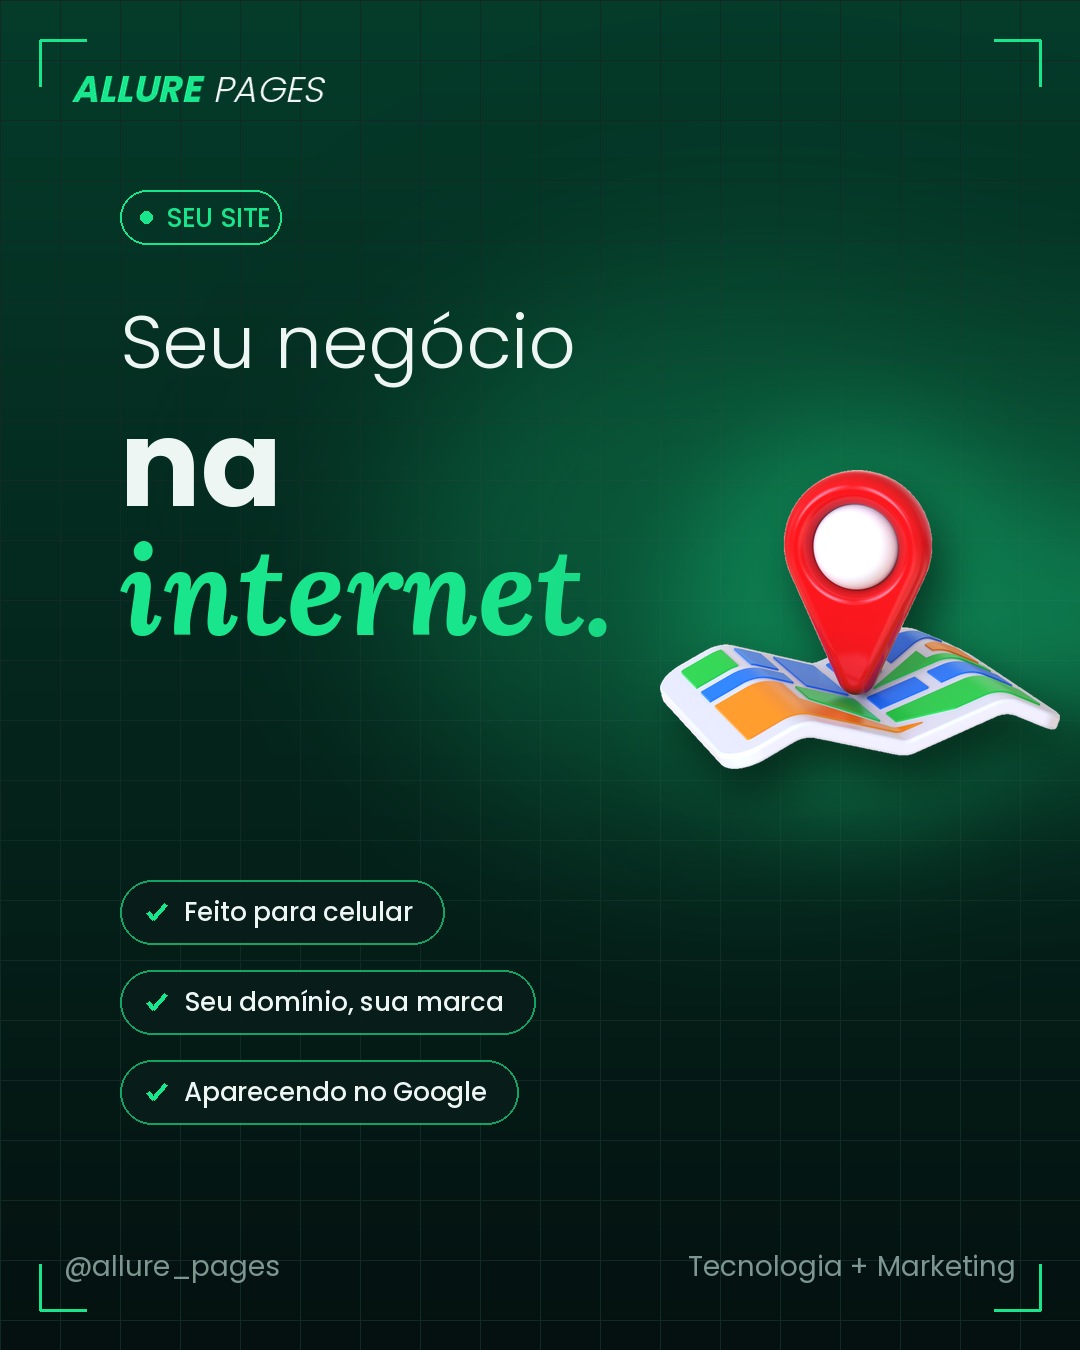 ALLURE PAGES
SEU SITE
Seu negócio
na
internet.
Feito para celular
Seu domínio, sua marca
Aparecendo no Google
@allure_pages
Tecnologia + Marketing